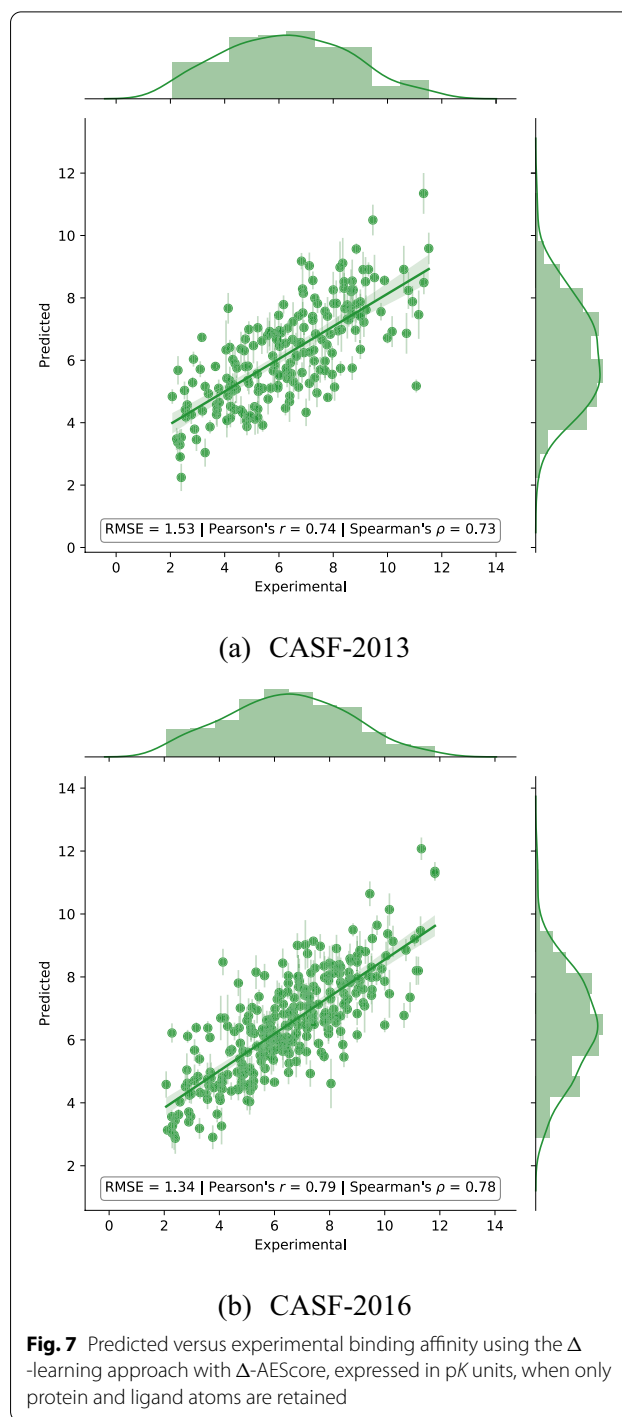 12
10
8
6
4
2
0
Predicted
RMSE = 1.53 | Pearson's r = 0.74 | Spearman's ρ = 0.73
0 2 4 6 8 10 12 14
Experimental
(a) CASF-2013
14
12
10
8
6
4
2
Predicted
RMSE = 1.34 | Pearson's r = 0.79 | Spearman's ρ = 0.78
0 2 4 6 8 10 12 14
Experimental
(b) CASF-2016
Fig. 7 Predicted versus experimental binding affinity using the Δ
-learning approach with Δ-AEScore, expressed in pK units, when only
protein and ligand atoms are retained